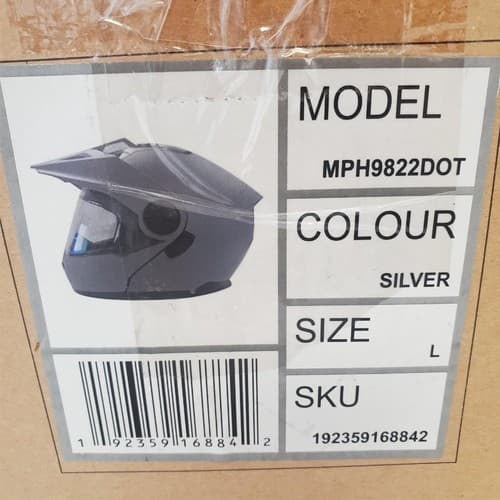 MODEL
MPH9822DOT
COLOUR
SILVER
SIZE
L
SKU
192359168842
1 92359 16884 2